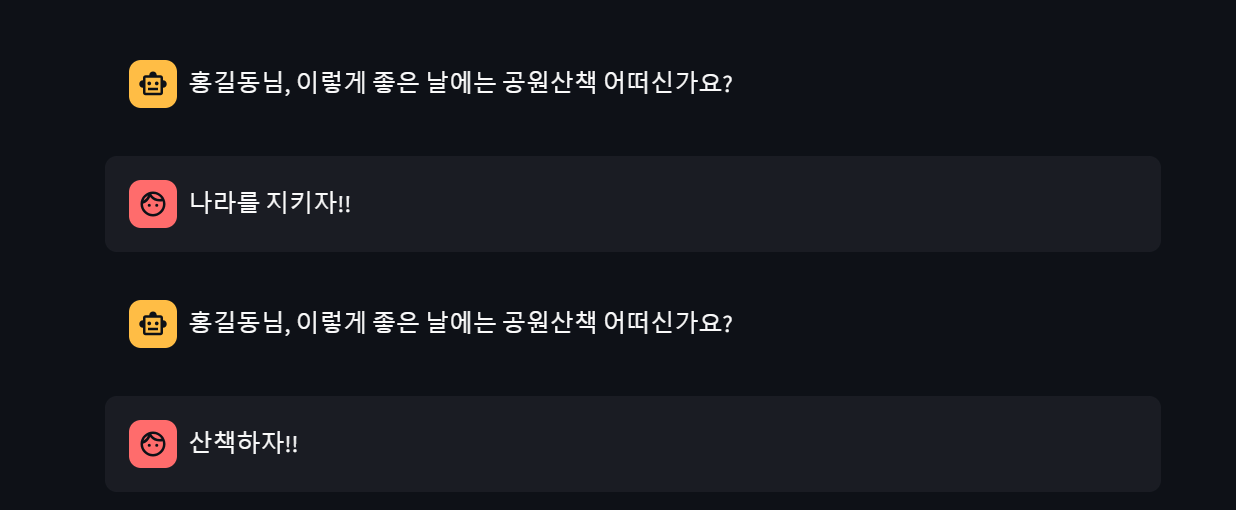 홍길동님, 이렇게 좋은 날에는 공원산책 어떠신가요?
나라를 지키자!!
홍길동님, 이렇게 좋은 날에는 공원산책 어떠신가요?
산책하자!!